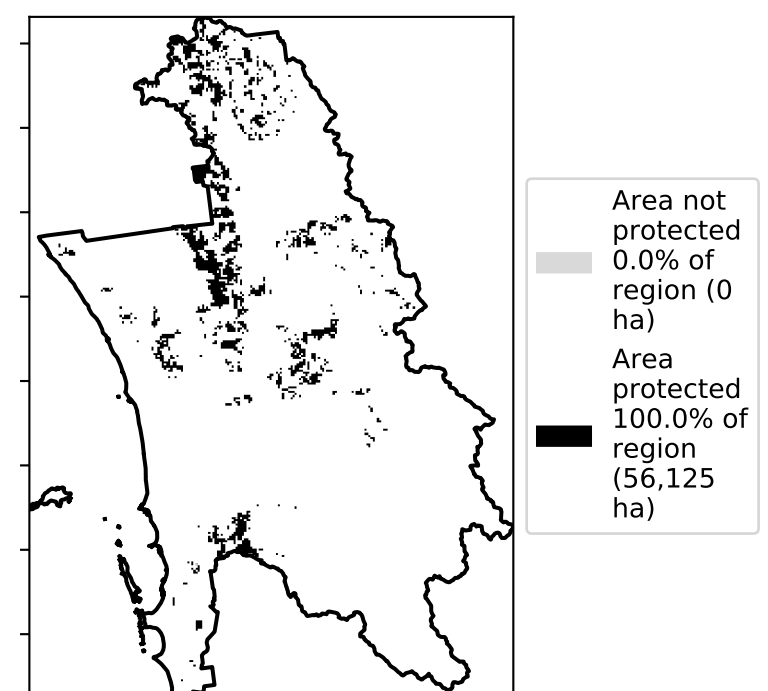 Area not
protected
0.0% of
region (0
ha)
Area
protected
100.0% of
region
(56,125
ha)